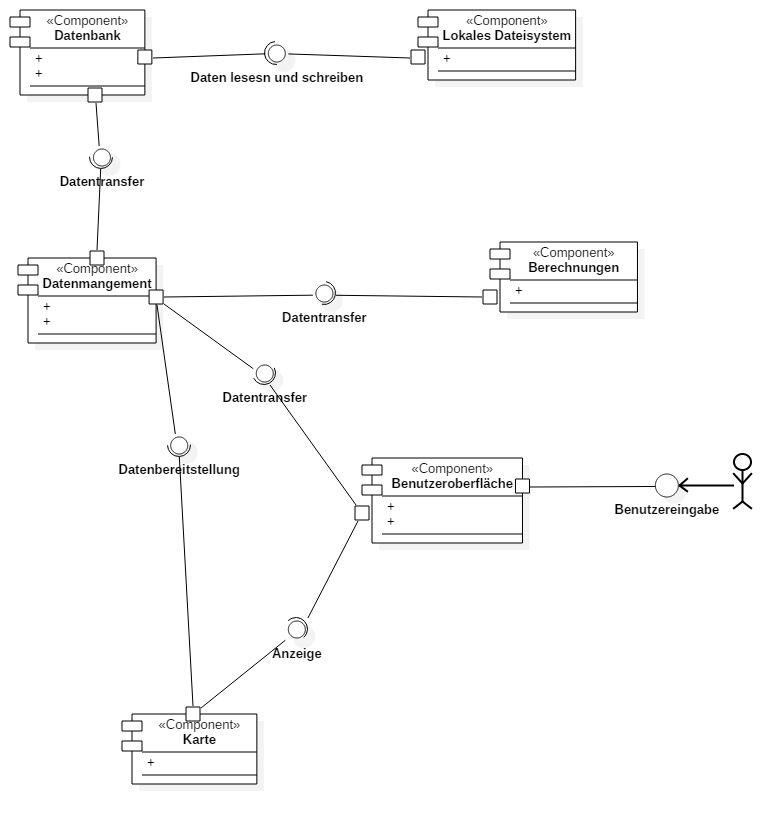 «Component»
Datenbank
+
+
«Component»
Lokales Dateisystem
+
Daten lesesn und schreiben
Datentransfer
«Component»
Datenmangement
+
+
«Component»
Berechnungen
+
Datentransfer
Datentransfer
Datenbereitstellung
«Component»
Benutzeroberfläche
+
+
Benutzereingabe
Anzeige
«Component»
Karte
+